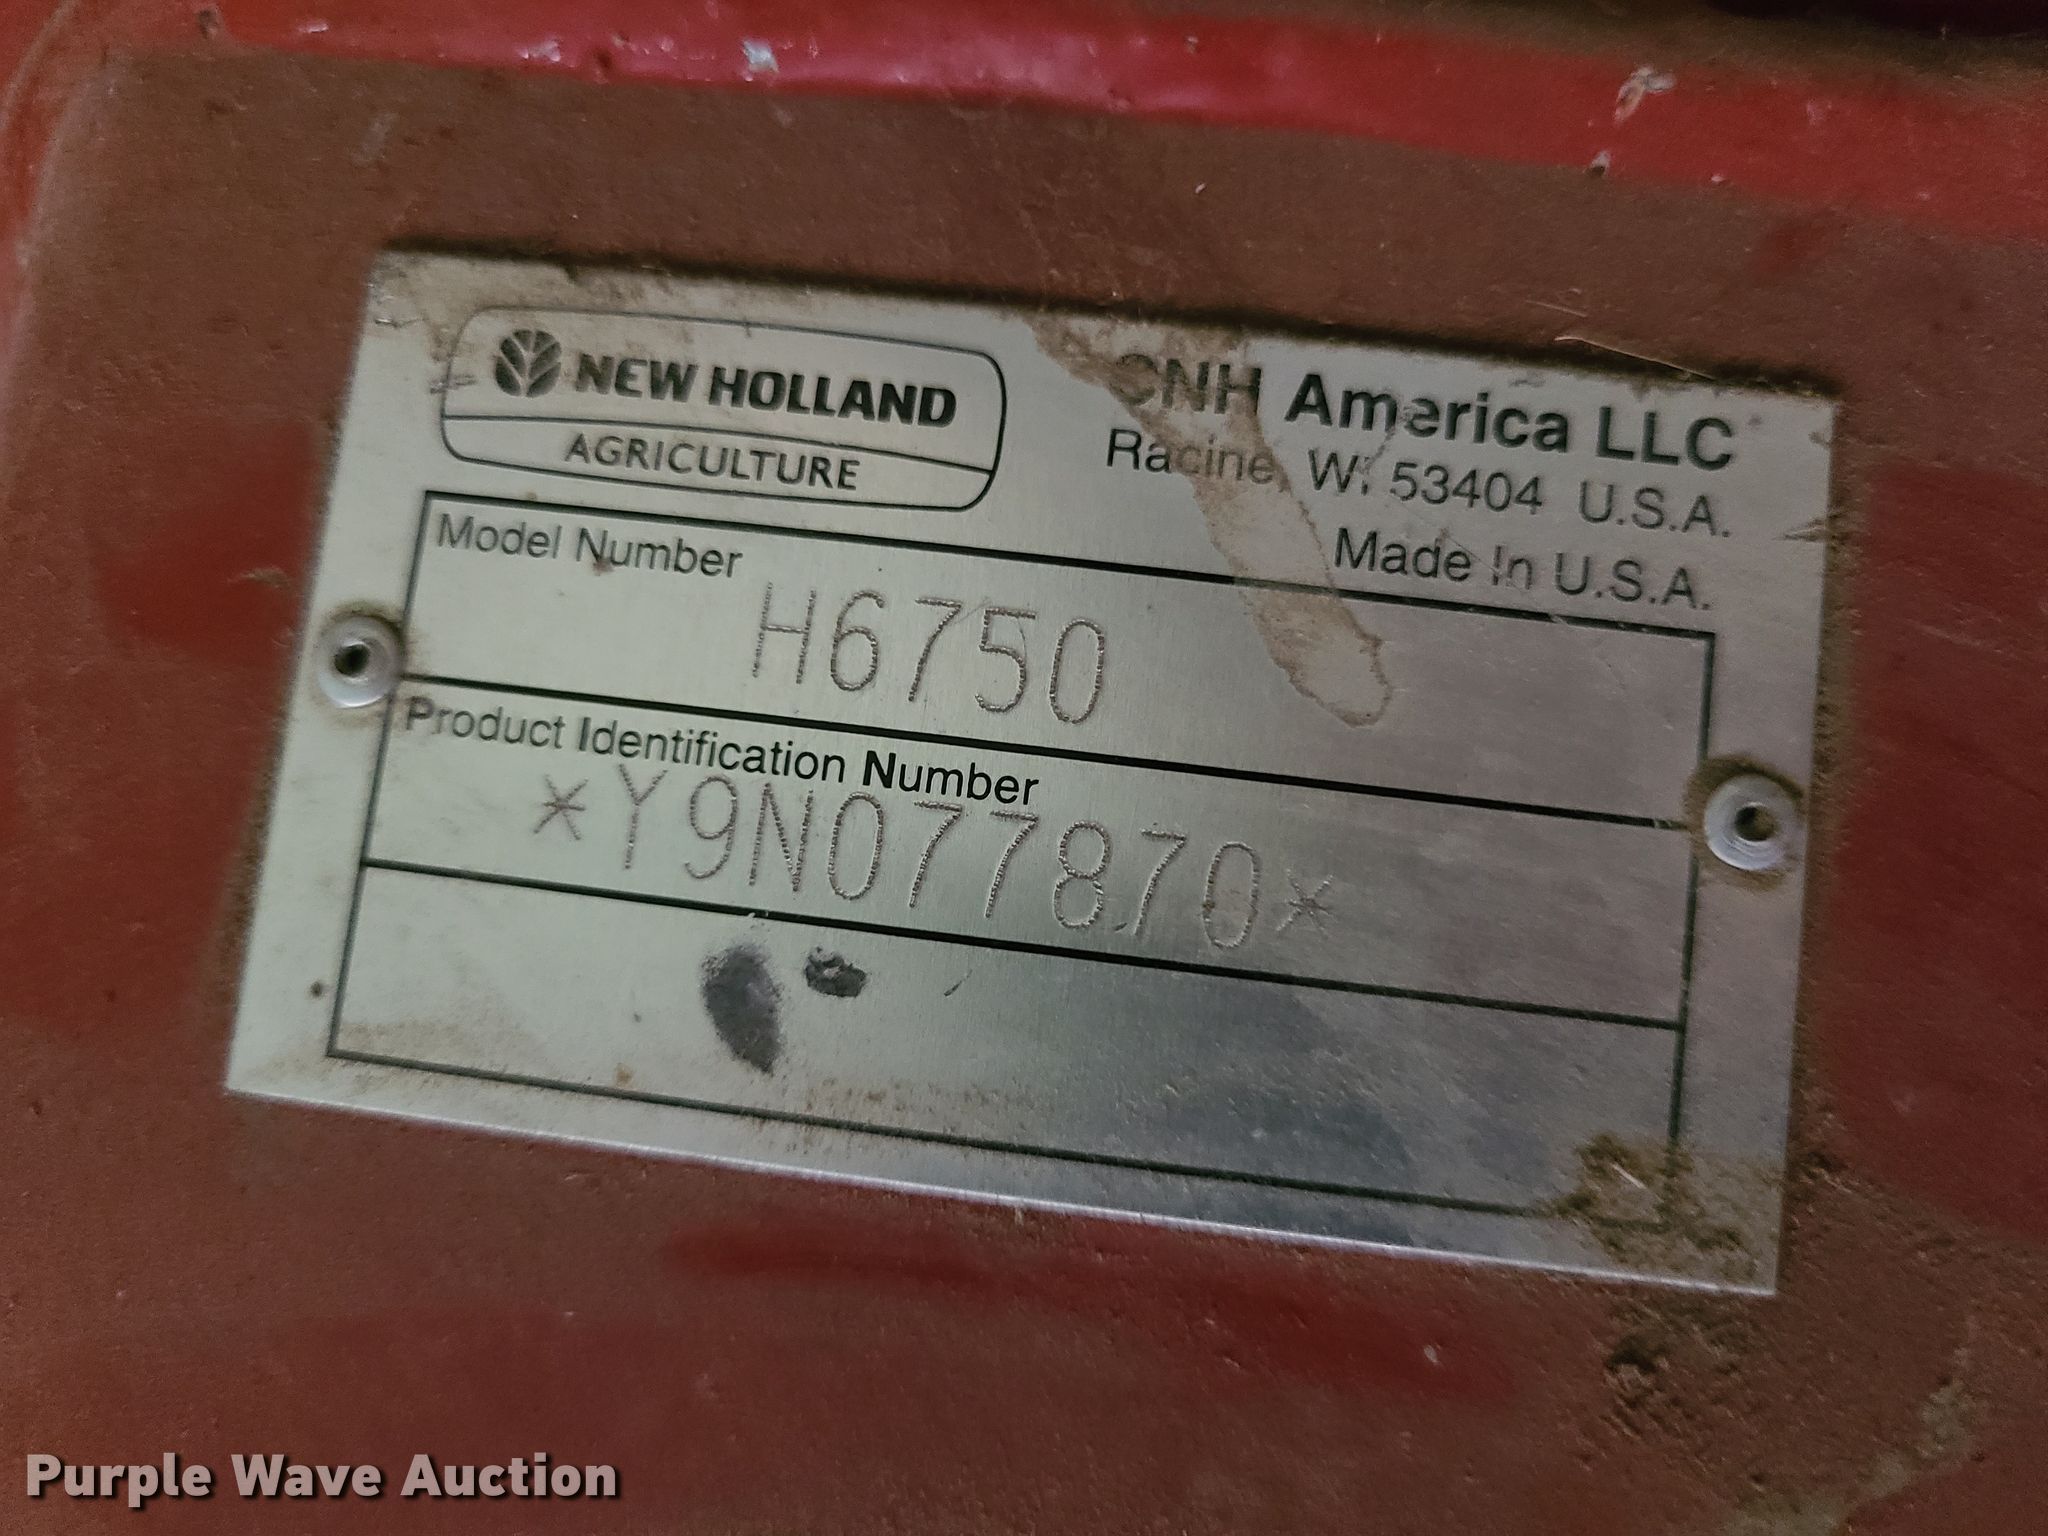 NEW HOLLAND
AGRICULTURE
CNH America LLC
Racine, WI 53404 U.S.A.
Made In U.S.A.
Model Number
H6750
Product Identification Number
*Y9N077870*
Purple Wave Auction